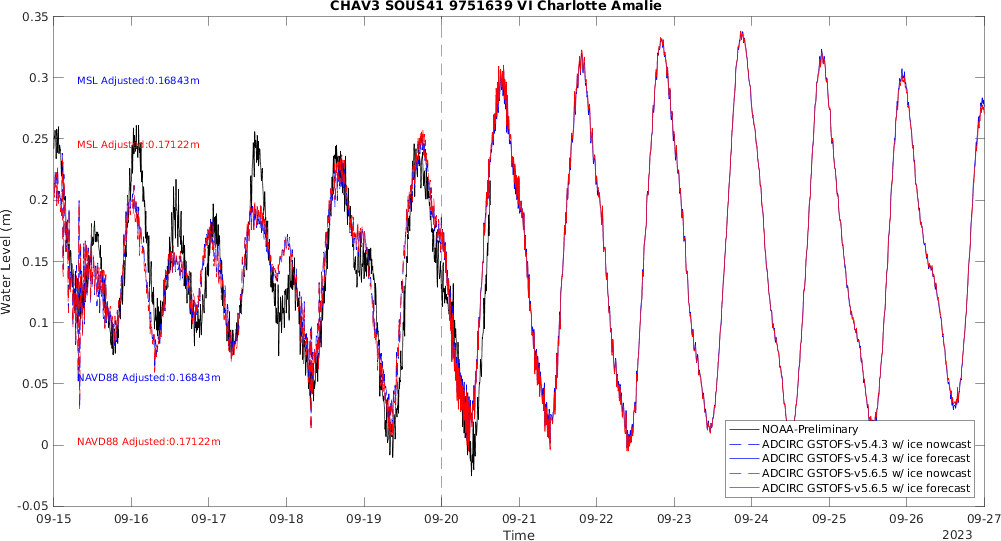 CHAV3 SOUS41 9751639 VI Charlotte Amalie
0.35
0.3
0.25
0.2
0.15
0.1
0.05
0
-0.05
Water Level (m)
MSL Adjusted:0.16843m
MSL Adjusted:0.17122m
NAVD88 Adjusted:0.16843m
NAVD88 Adjusted:0.17122m
NOAA-Preliminary
ADCIRC GSTOFS-v5.4.3 w/ ice nowcast
ADCIRC GSTOFS-v5.4.3 w/ ice forecast
ADCIRC GSTOFS-v5.6.5 w/ ice nowcast
ADCIRC GSTOFS-v5.6.5 w/ ice forecast
09-15 09-16 09-17 09-18 09-19 09-20 09-21 09-22 09-23 09-24 09-25 09-26 09-27
Time
2023